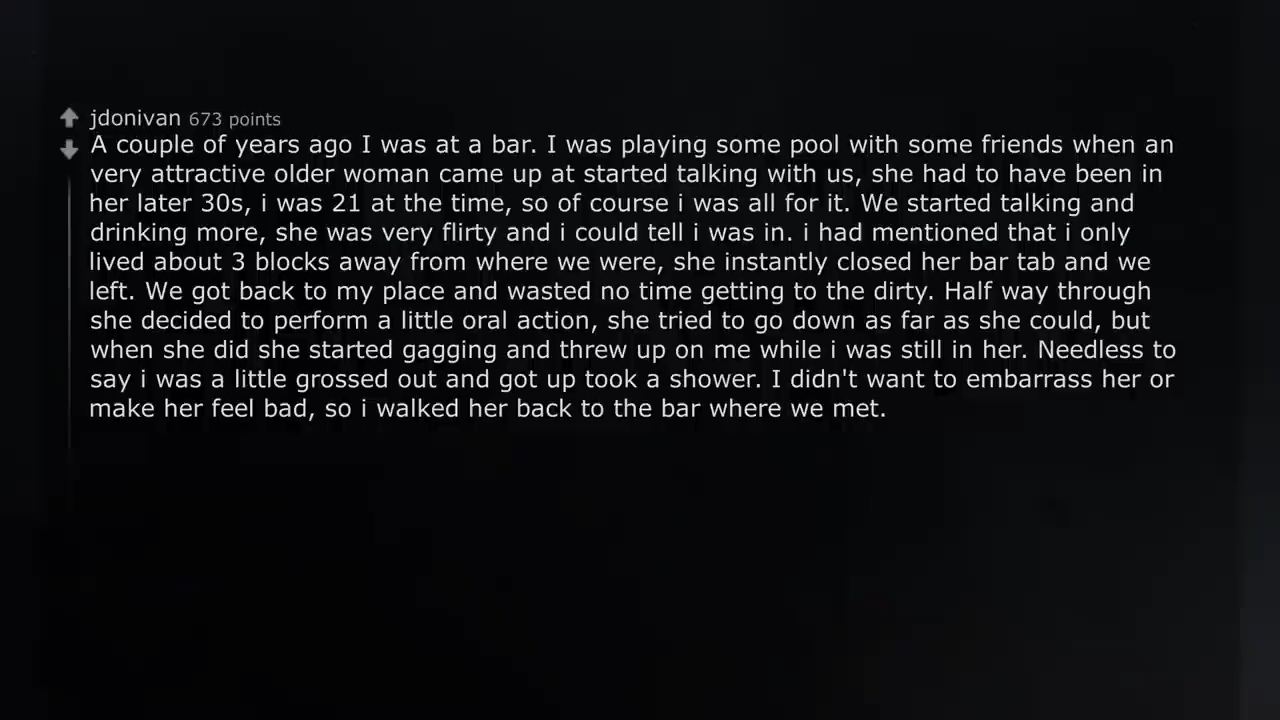 jdonivan 673 points
A couple of years ago I was at a bar. I was playing some pool with some friends when an
very attractive older woman came up at started talking with us, she had to have been in
her later 30s, i was 21 at the time, so of course i was all for it. We started talking and
drinking more, she was very flirty and i could tell i was in. i had mentioned that i only
lived about 3 blocks away from where we were, she instantly closed her bar tab and we
left. We got back to my place and wasted no time getting to the dirty. Half way through
she decided to perform a little oral action, she tried to go down as far as she could, but
when she did she started gagging and threw up on me while i was still in her. Needless to
say i was a little grossed out and got up took a shower. I didn't want to embarrass her or
make her feel bad, so i walked her back to the bar where we met.